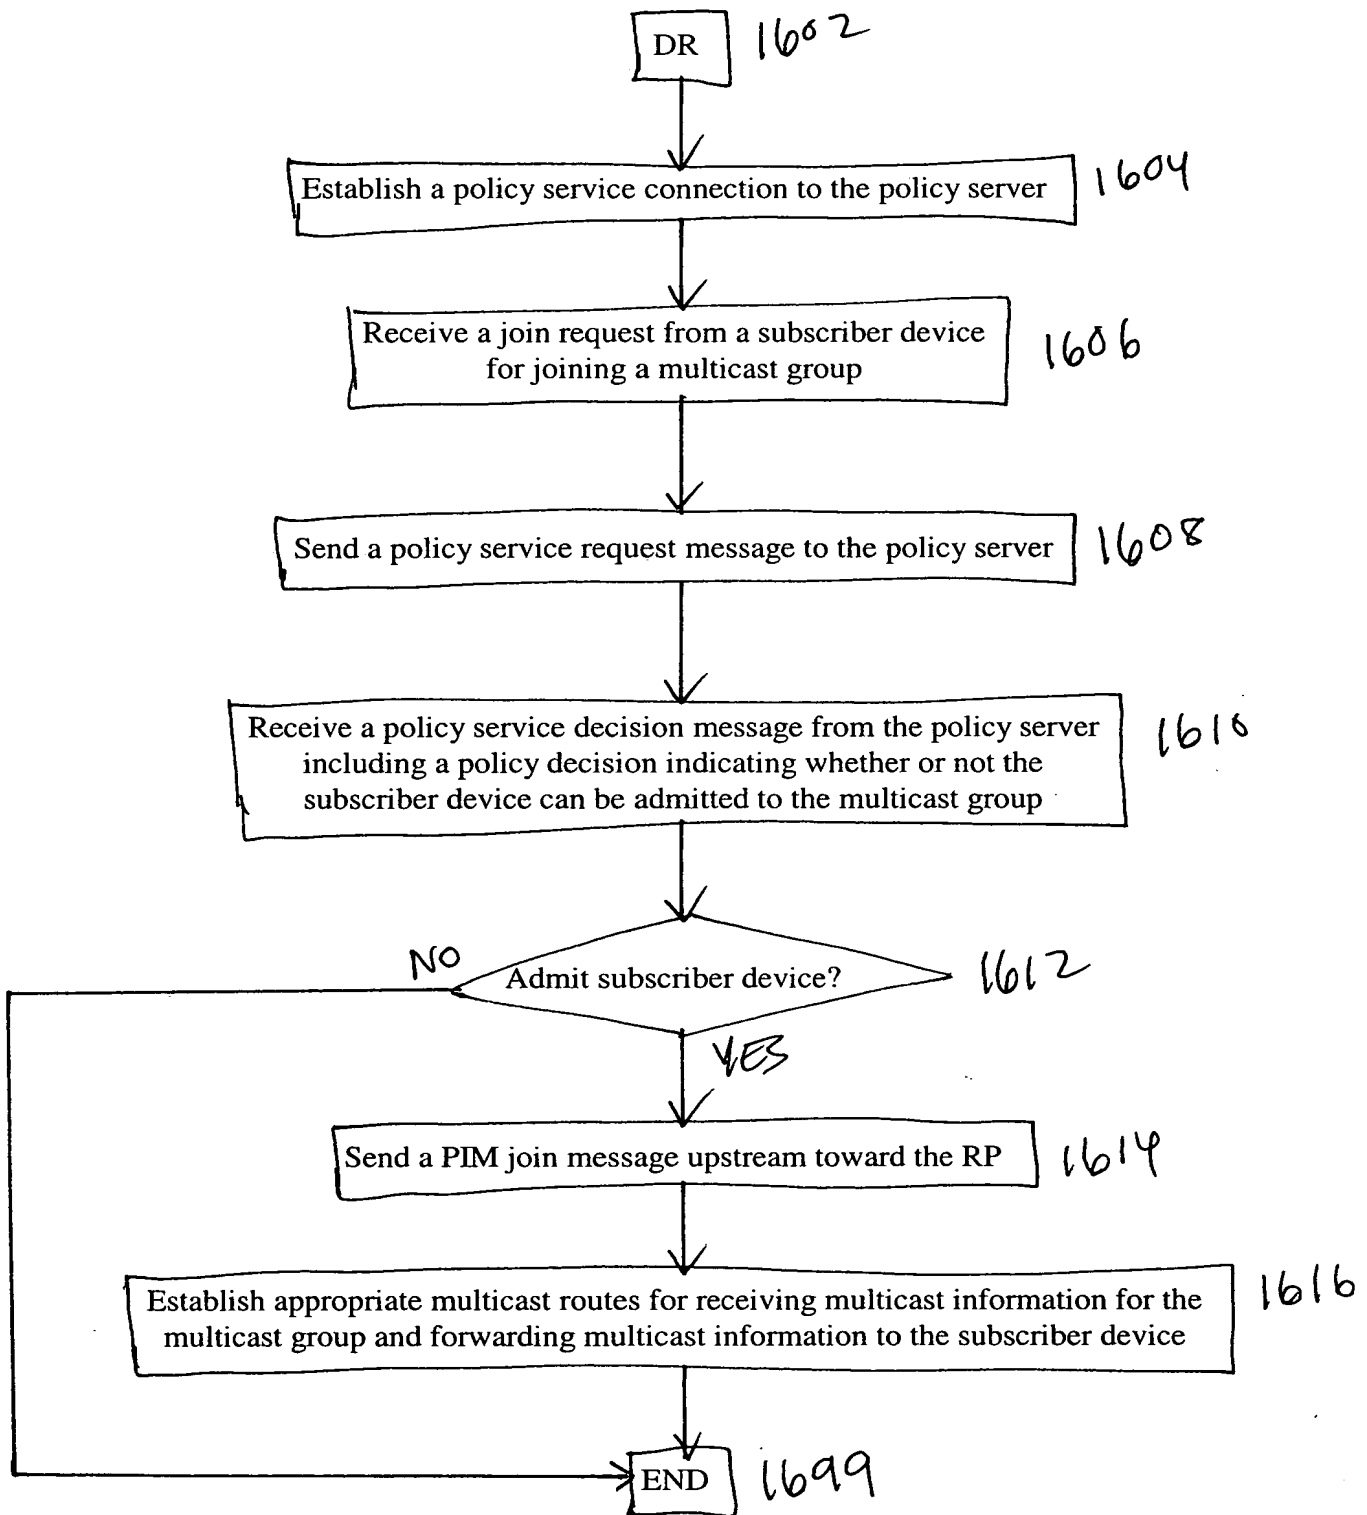 DR 1602
Establish a policy service connection to the policy server 1604
Receive a join request from a subscriber device
for joining a multicast group
1606
Send a policy service request message to the policy server 1608
Receive a policy service decision message from the policy server
including a policy decision indicating whether or not the
subscriber device can be admitted to the multicast group
1610
NO
Admit subscriber device? 1612
YES
Send a PIM join message upstream toward the RP 1614
Establish appropriate multicast routes for receiving multicast information for the
multicast group and forwarding multicast information to the subscriber device
1616
END 1699